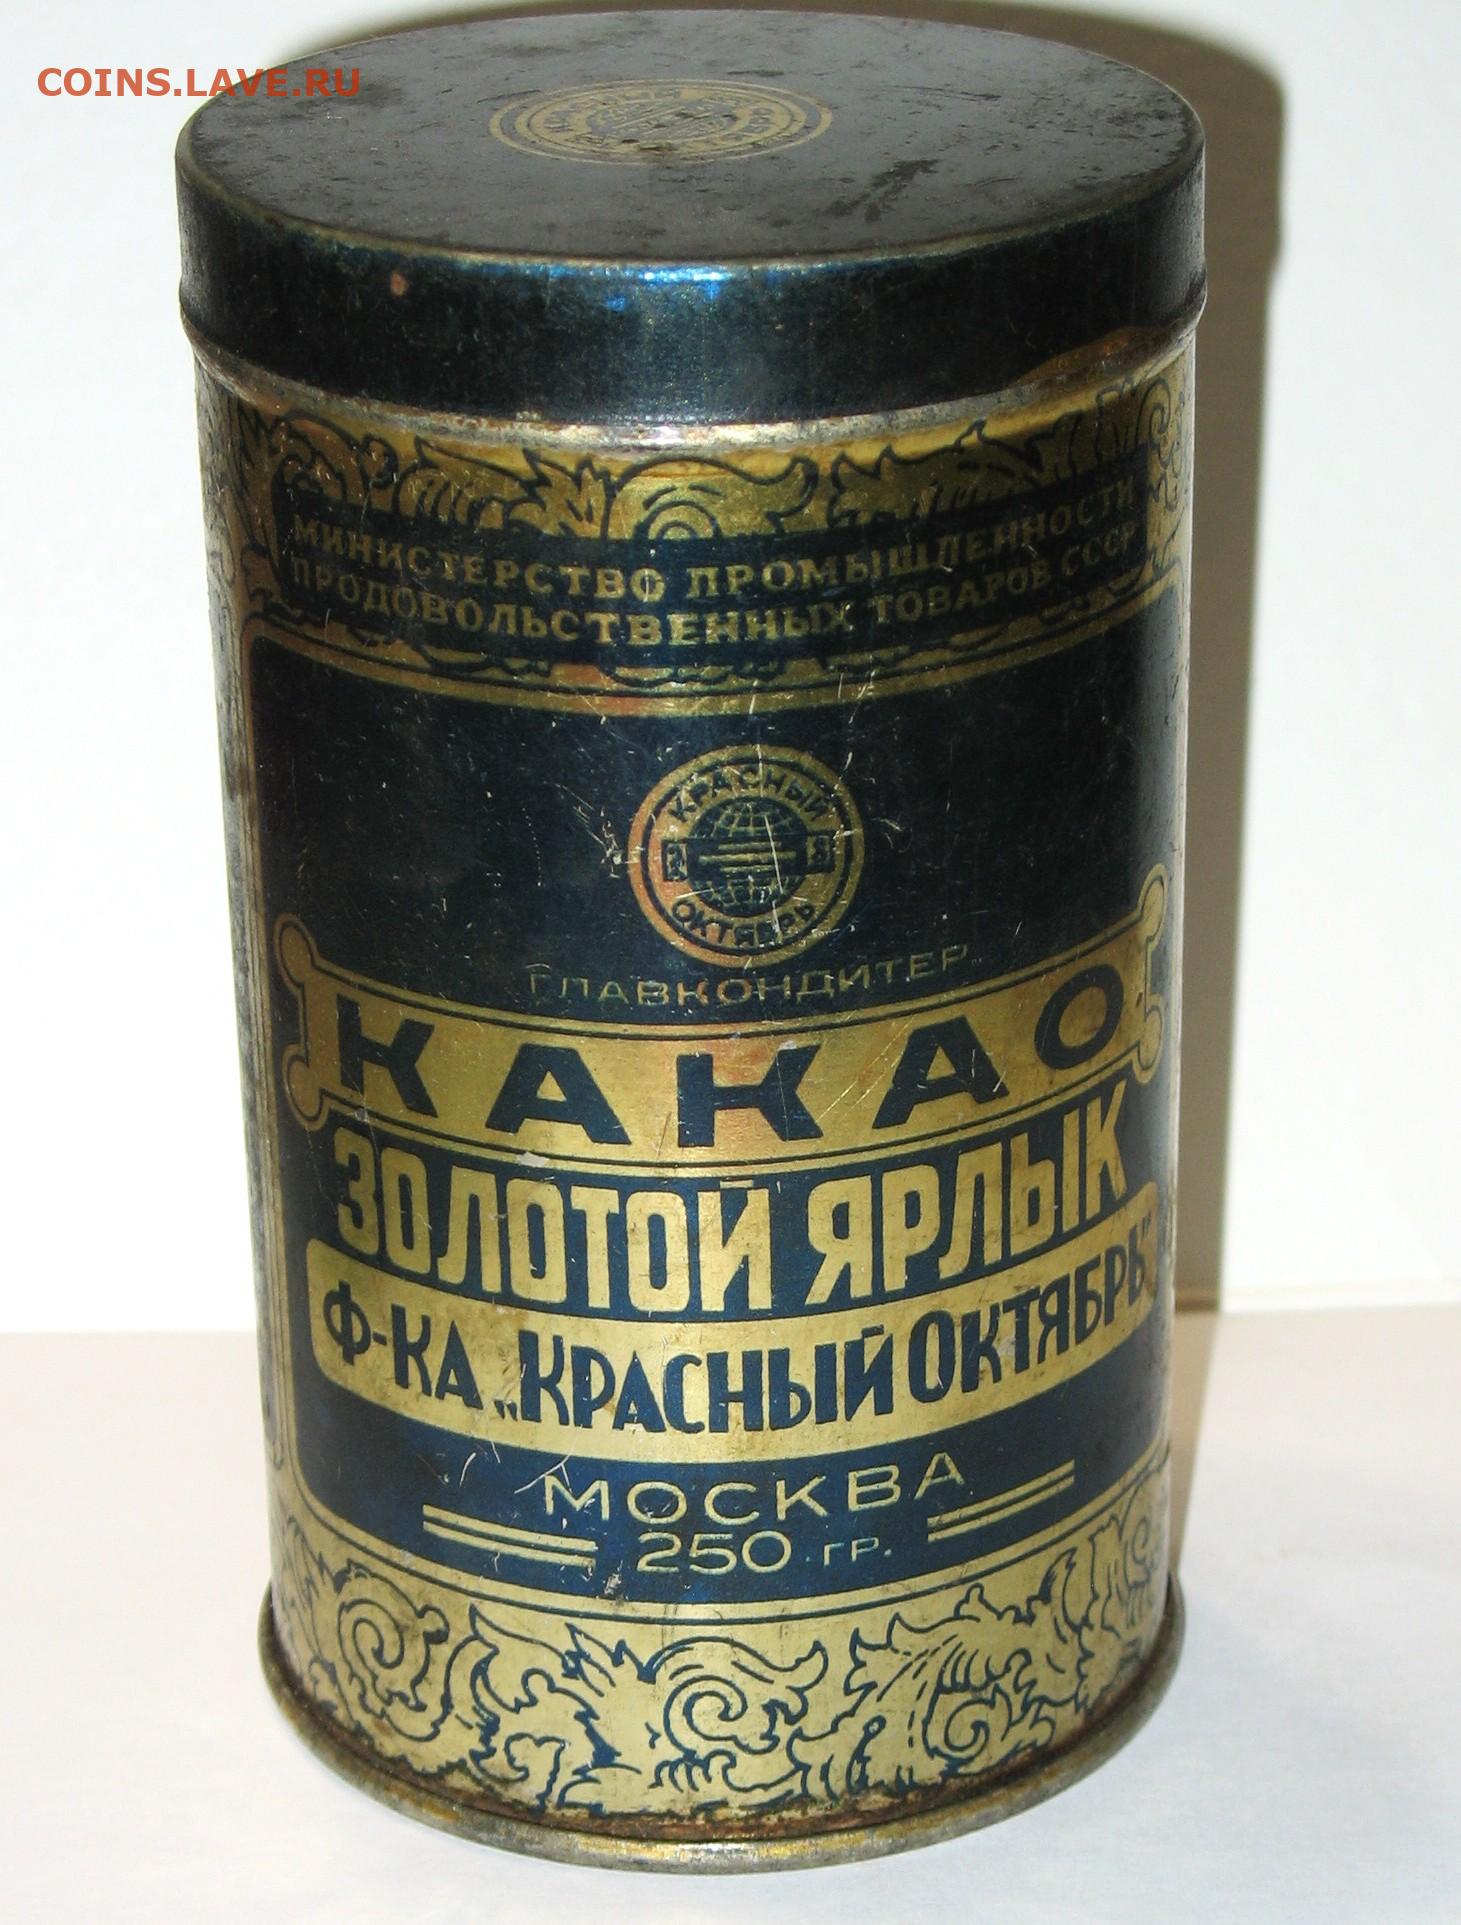 COINS.LAVE.RU
МИНИСТЕРСТВО ПРОМЫШЛЕННОСТИ
ПРОДОВОЛЬСТВЕННЫХ ТОВАРОВ СССР
КРАСНЫЙ
ОКТЯБРЬ
ГЛАВКОНДИТЕР
КАКАО
ЗОЛОТОЙ ЯРЛЫК
Ф-КА „КРАСНЫЙ ОКТЯБРЬ"
МОСКВА
250 ГР.